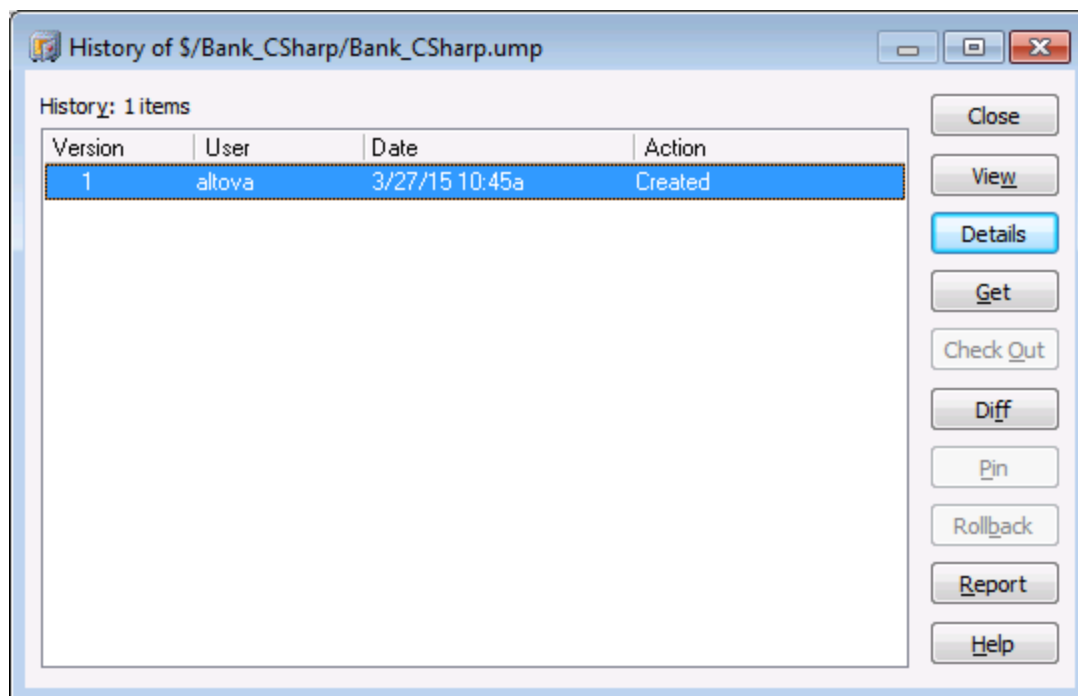 History of $/Bank_CSharp/Bank_CSharp.ump
History: 1 items
Version User Date Action
1 altova 3/27/15 10:45a Created
Close
View
Details
Get
Check Out
Diff
Pin
Rollback
Report
Help